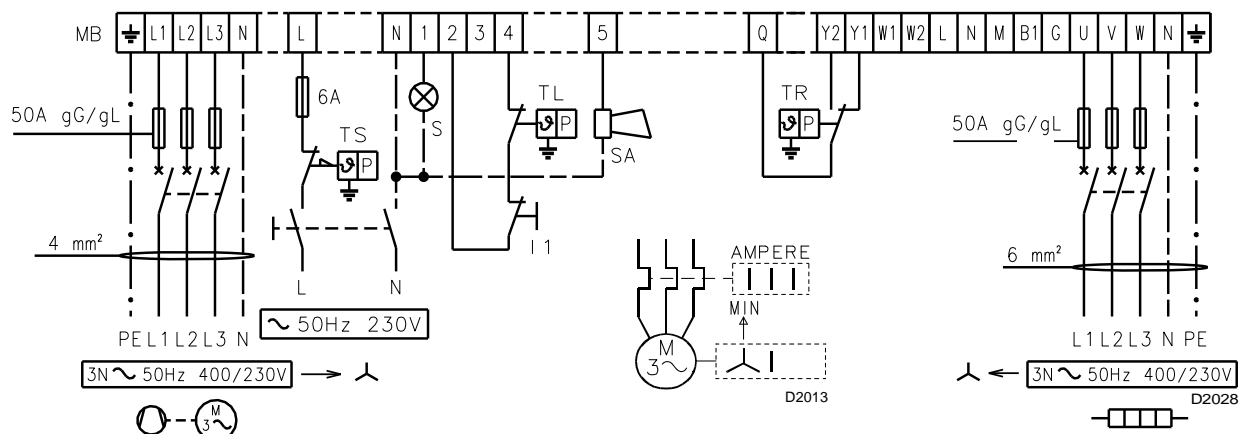 MB L1 L2 L3 N L N 1 2 3 4 5 Q Y2 Y1 W1 W2 L N M B1 G U V W N
50A gG/gL
6A
TS
ϑ P
S
TL
ϑ P
SA
TR
ϑ P
50A gG/gL
4 mm²
I1
6 mm²
L N
~ 50Hz 230V
AMPERE
MIN
M
3~
D2013
PE L1 L2 L3 N
3N ~ 50Hz 400/230V
M
3~
L1 L2 L3 N PE
3N ~ 50Hz 400/230V
D2028